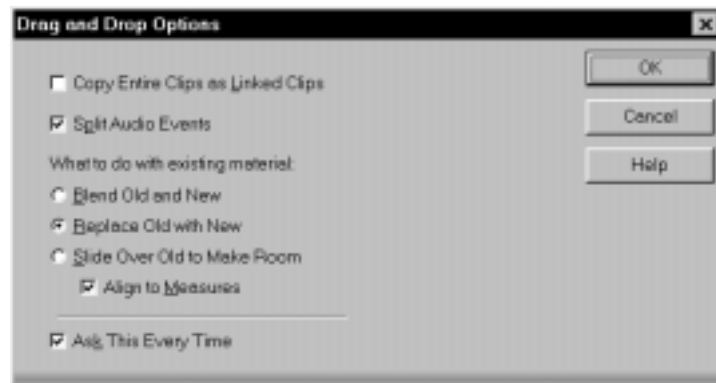 Drag and Drop Options
Copy Entire Clips as Linked Clips
Split Audio Events
What to do with existing material:
Blend Old and New
Replace Old with New
Slide Over Old to Make Room
Align to Measures
Ask This Every Time
OK
Cancel
Help